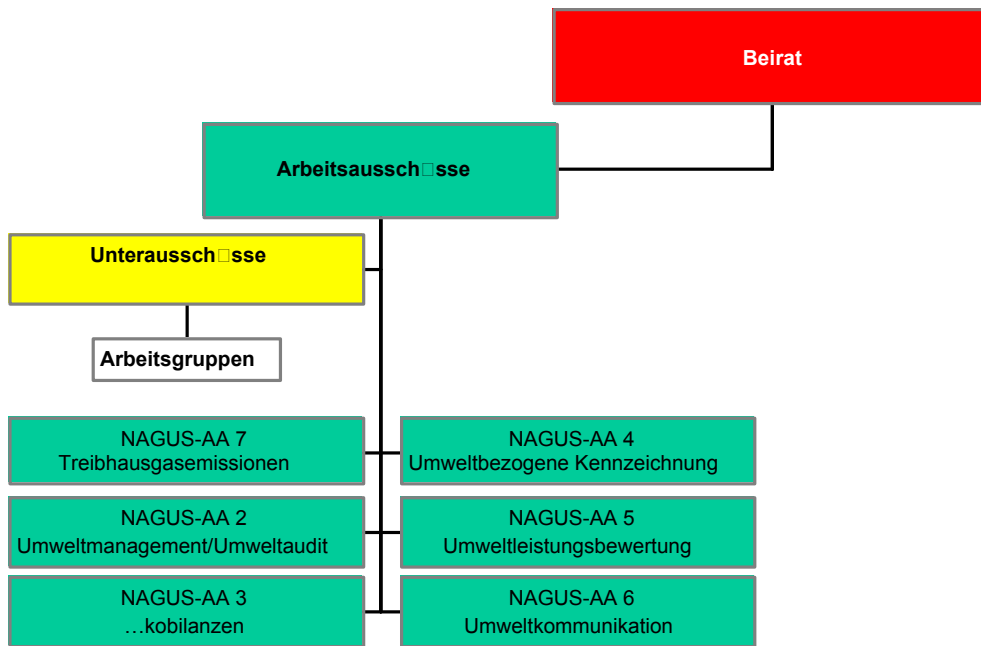 Beirat
Arbeitsaussch□sse
Unteraussch□sse
Arbeitsgruppen
NAGUS-AA 7
Treibhausgasemissionen
NAGUS-AA 4
Umweltbezogene Kennzeichnung
NAGUS-AA 2
Umweltmanagement/Umweltaudit
NAGUS-AA 5
Umweltleistungsbewertung
NAGUS-AA 3
…kobilanzen
NAGUS-AA 6
Umweltkommunikation